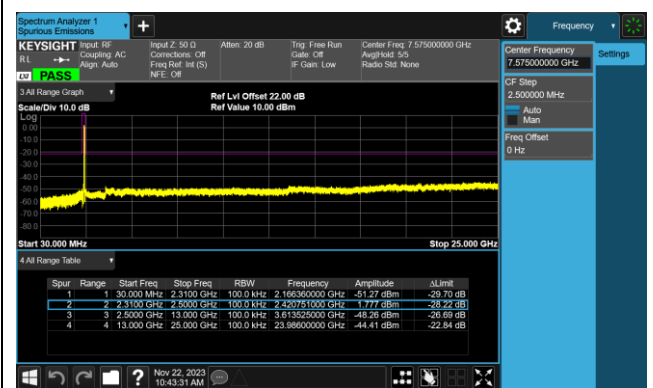 Spectrum Analyzer 1
Spurious Emissions
Frequency
KEYSIGHT
Input: RF
Coupling: AC
Align: Auto
Input Z: 50 Ω
Corrections: Off
Freq Ref: Int (S)
NFE: Off
Atten: 20 dB
Trig: Free Run
Gate: Off
IF Gain: Low
Center Freq: 7.575000000 GHz
Avg|Hold: 5/5
Radio Std: None
R L
LXI PASS
Center Frequency
7.575000000 GHz
Settings
CF Step
2.500000 MHz
Auto
Man
Freq Offset
0 Hz
3 All Range Graph
Scale/Div 10.0 dB
Ref Lvl Offset 22.00 dB
Ref Value 10.00 dBm
Log
0.00
-10.0
-20.0
-30.0
-40.0
-50.0
-60.0
-70.0
-80.0
Start 30.000 MHz
Stop 25.000 GHz
4 All Range Table
Spur Range Start Freq Stop Freq RBW Frequency Amplitude ΔLimit
1 1 30.000 MHz 2.3100 GHz 100.0 kHz 2.166360000 GHz -51.27 dBm -29.70 dB
2 2 2.3100 GHz 2.5000 GHz 100.0 kHz 2.420751000 GHz 1.777 dBm -28.22 dB
3 3 2.5000 GHz 13.000 GHz 100.0 kHz 3.613525000 GHz -48.26 dBm -26.69 dB
4 4 13.000 GHz 25.000 GHz 100.0 kHz 23.98600000 GHz -44.41 dBm -22.84 dB
?
Nov 22, 2023
10:43:31 AM